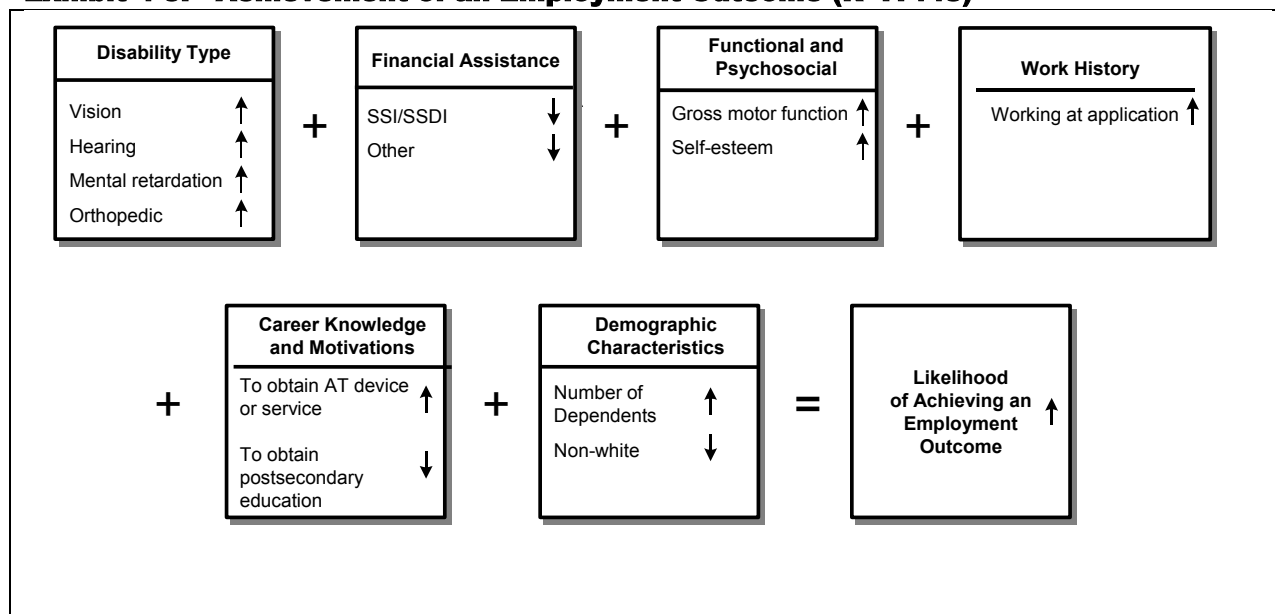 Disability Type
Vision
Hearing
Mental retardation
Orthopedic
+
Financial Assistance
SSI/SSDI
Other
+
Functional and
Psychosocial
Gross motor function
Self-esteem
+
Work History
Working at application
+
Career Knowledge
and Motivations
To obtain AT device
or service
To obtain
postsecondary
education
+
Demographic
Characteristics
Number of
Dependents
Non-white
=
Likelihood
of Achieving an
Employment
Outcome